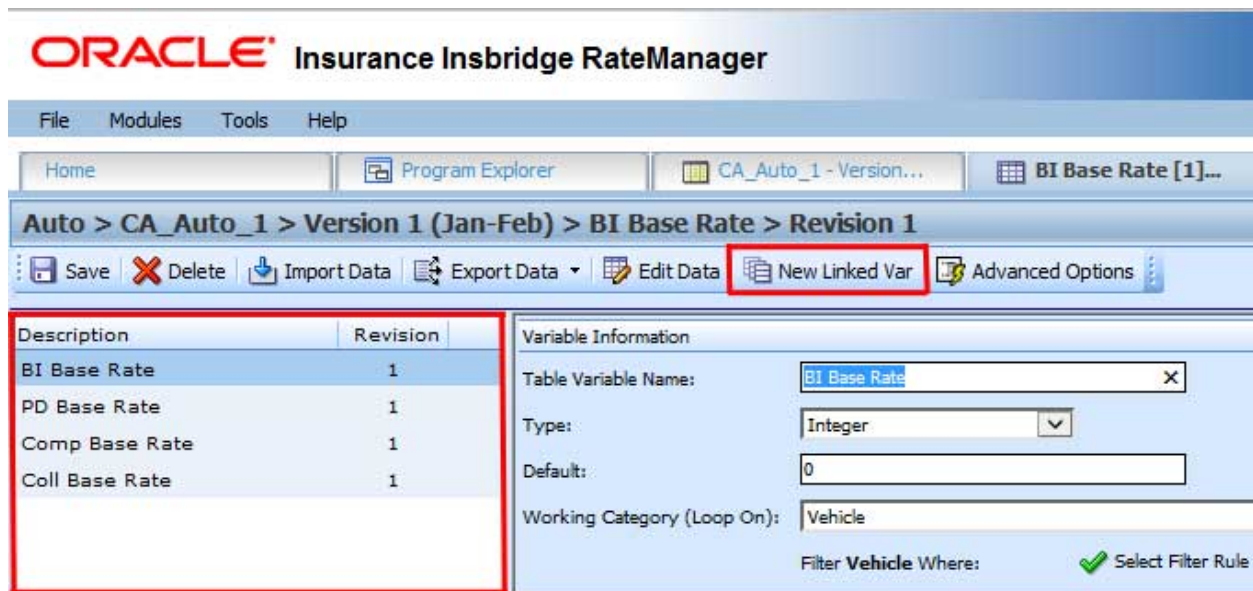 ORACLE Insurance Insbridge RateManager
File Modules Tools Help
Home Program Explorer CA_Auto_1 - Version... BI Base Rate [1]...
Auto > CA_Auto_1 > Version 1 (Jan-Feb) > BI Base Rate > Revision 1
Save Delete Import Data Export Data Edit Data New Linked Var Advanced Options
Description Revision
BI Base Rate 1
PD Base Rate 1
Comp Base Rate 1
Coll Base Rate 1
Variable Information
Table Variable Name: BI Base Rate
Type: Integer
Default: 0
Working Category (Loop On): Vehicle
Filter Vehicle Where: Select Filter Rule